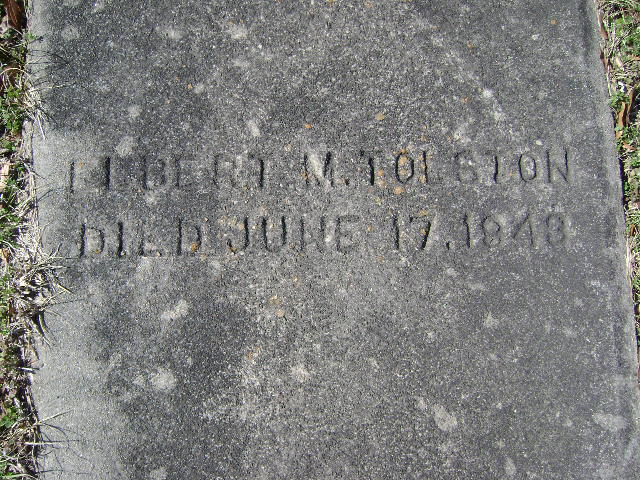 ELBERT M. TOLSTON
DIED JUNE 17, 1948